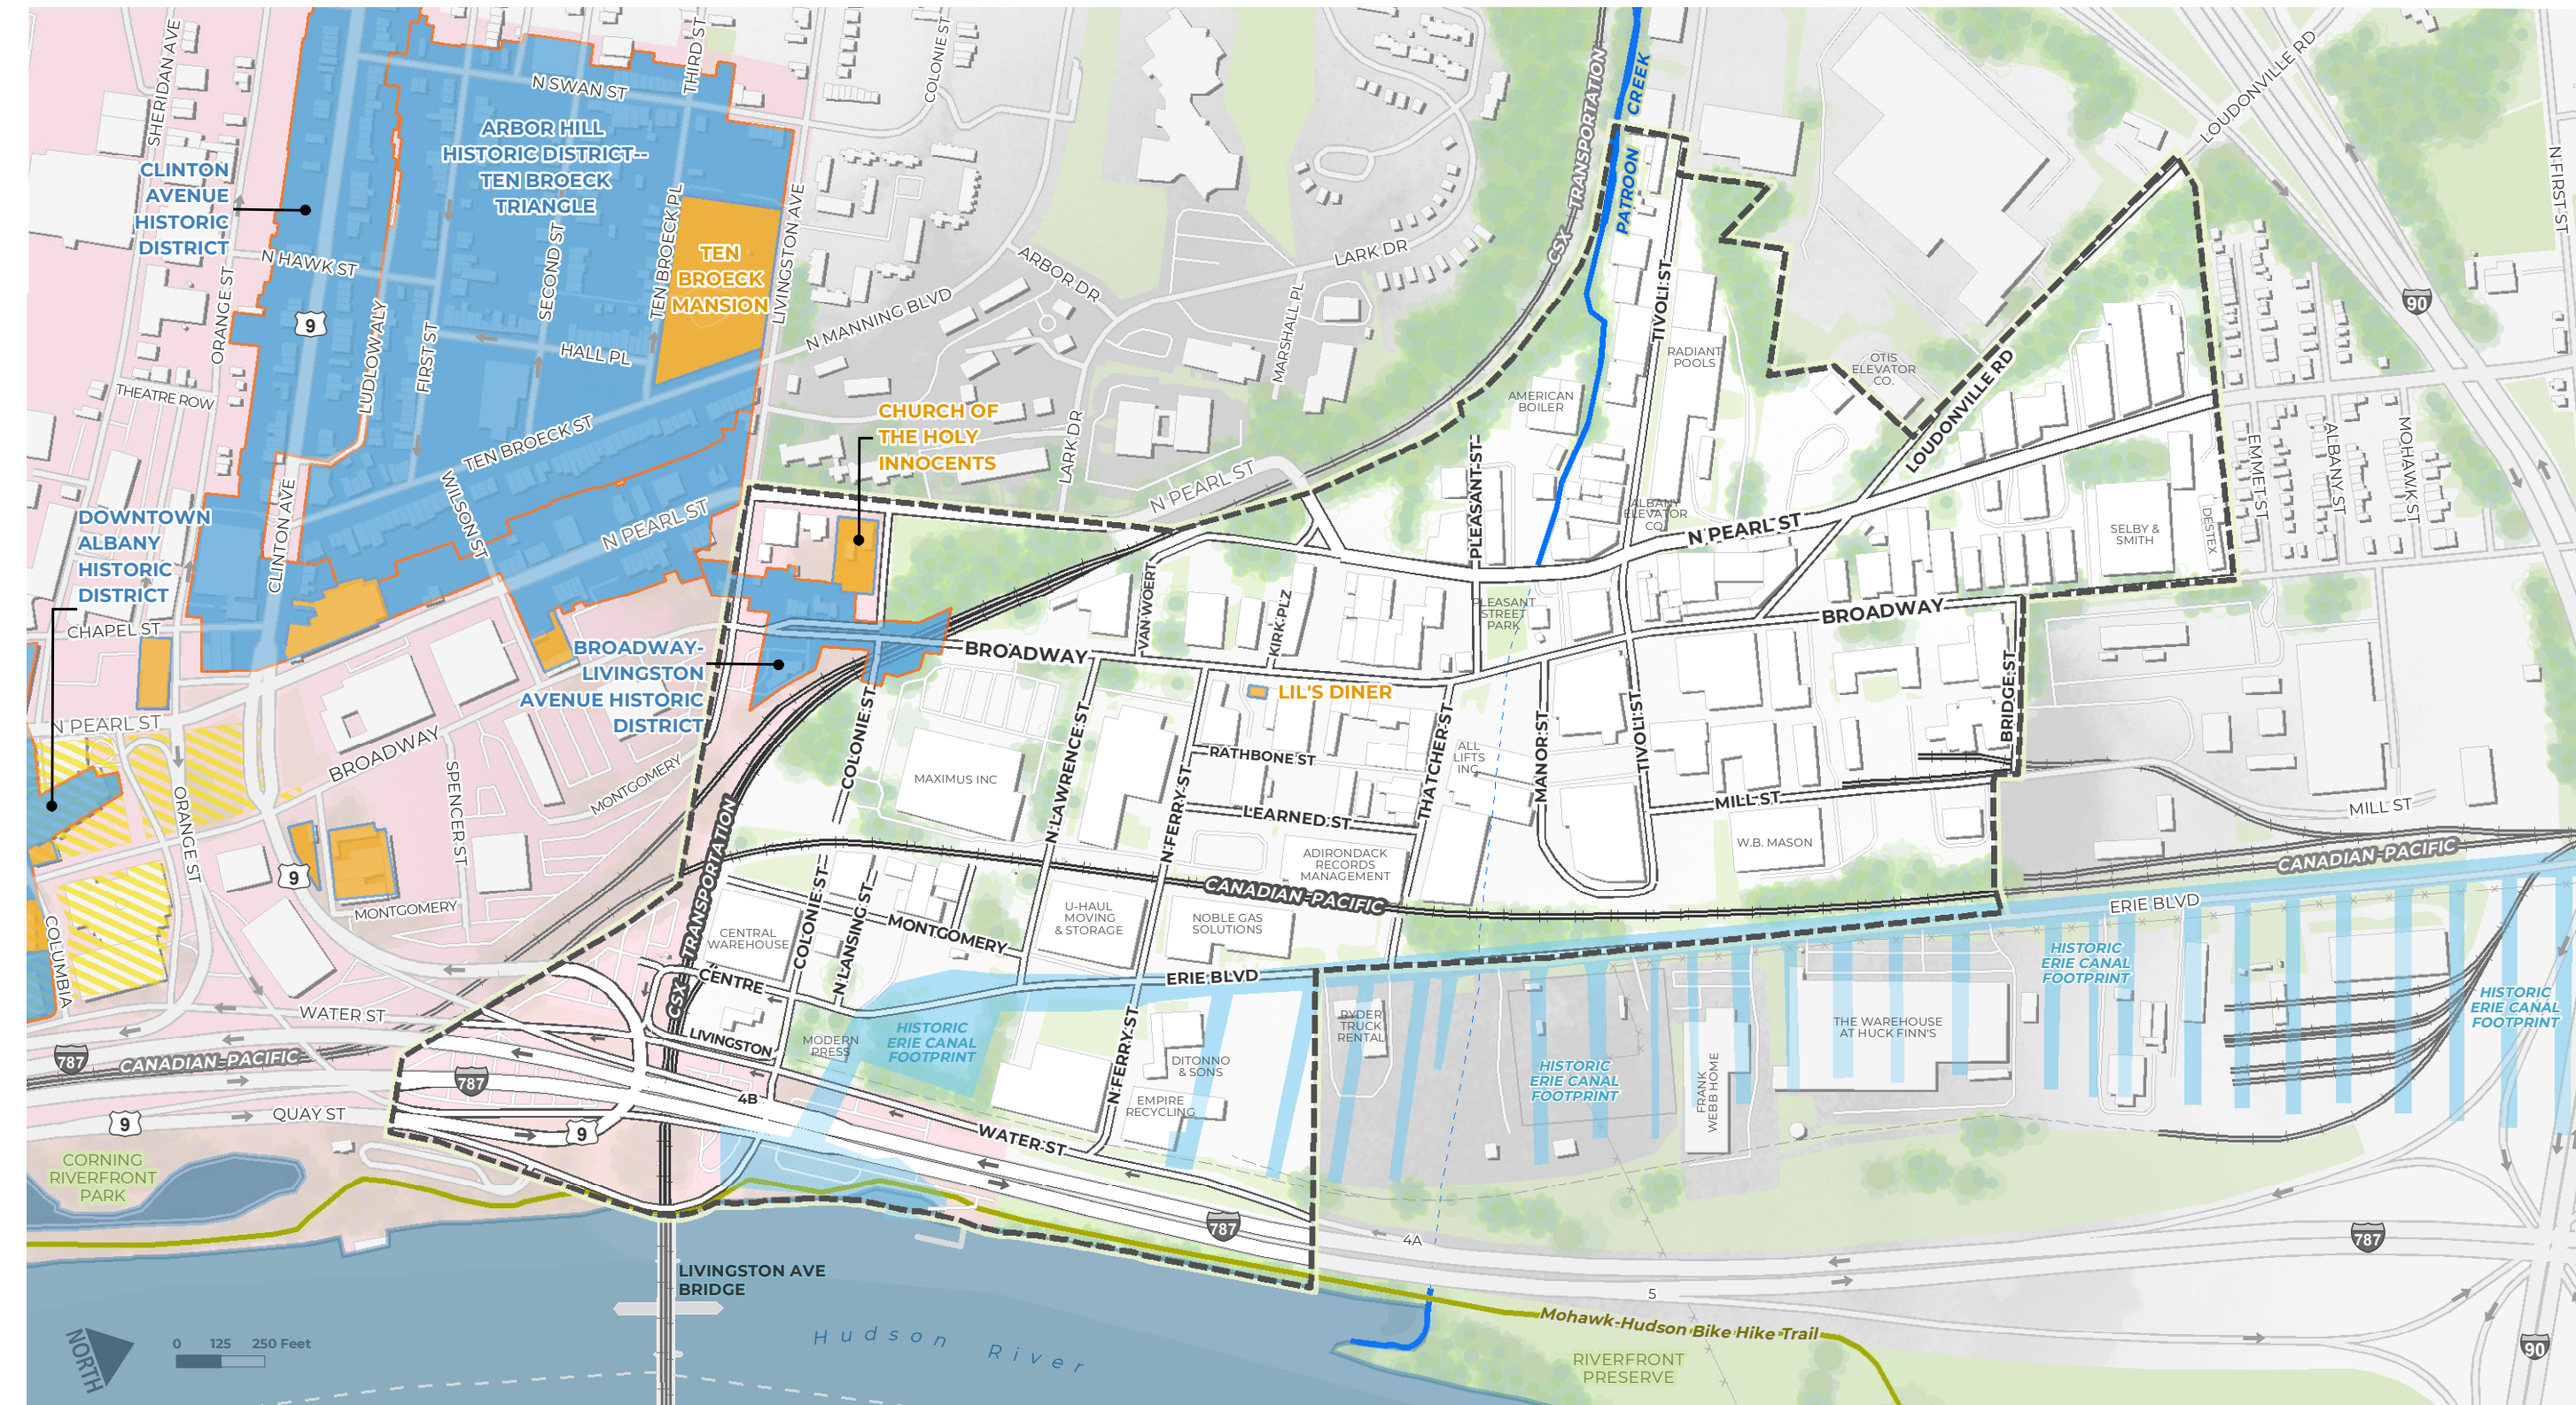 SHERIDAN AVE
N SWAN ST
THIRD ST
COLONIE ST
CSX TRANSPORTATION
PATROON CREEK
LOUDONVILLE RD
N FIRST ST
ARBOR HILL
HISTORIC DISTRICT--
TEN BROECK
TRIANGLE
CLINTON
AVENUE
HISTORIC
DISTRICT
N HAWK ST
ORANGE ST
9
LUDLOW ALY
FIRST ST
SECOND ST
TEN BROECK PL
TEN
BROECK
MANSION
LIVINGSTON AVE
HALL PL
THEATRE ROW
N MANNING BLVD
ARBOR DR
LARK DR
MARSHALL PL
LARK DR
TIVOLI ST
RADIANT
POOLS
AMERICAN
BOILER
OTIS
ELEVATOR
CO.
LOUDONVILLE RD
90
CHURCH OF
THE HOLY
INNOCENTS
TEN BROECK ST
WILSON ST
N PEARL ST
N PEARL ST
CLINTON AVE
PLEASANT ST
ALBANY
ELEVATOR
CO.
N PEARL ST
SELBY &
SMITH
DESTEX
EMMET ST
ALBANY ST
MOHAWK ST
DOWNTOWN
ALBANY
HISTORIC
DISTRICT
CHAPEL ST
BROADWAY-
LIVINGSTON
AVENUE HISTORIC
DISTRICT
BROADWAY
VAN WOERT
KIRK PLZ
PLEASANT
STREET
PARK
BROADWAY
BRIDGE ST
LIL'S DINER
N PEARL ST
BROADWAY
SPENCER ST
MONTGOMERY
ORANGE ST
COLONIE ST
MAXIMUS INC
N LAWRENCE ST
RATHBONE ST
N FERRY ST
LEARNED ST
THATCHER ST
ALL
LIFTS
INC
MANOR ST
TIVOLI ST
MILL ST
MILL ST
W.B. MASON
ADIRONDACK
RECORDS
MANAGEMENT
CANADIAN-PACIFIC
CANADIAN-PACIFIC
9
MONTGOMERY
COLUMBIA
CSX TRANSPORTATION
CENTRAL
WAREHOUSE
COLONIE ST
N LANSING ST
MONTGOMERY
U-HAUL
MOVING
& STORAGE
NOBLE GAS
SOLUTIONS
ERIE BLVD
ERIE BLVD
CENTRE
WATER ST
LIVINGSTON
MODERN
PRESS
HISTORIC
ERIE CANAL
FOOTPRINT
N FERRY ST
DITONNO
& SONS
EMPIRE
RECYCLING
RYDER
TRUCK
RENTAL
HISTORIC
ERIE CANAL
FOOTPRINT
FRANK
WEBB HOME
THE WAREHOUSE
AT HUCK FINN'S
HISTORIC
ERIE CANAL
FOOTPRINT
HISTORIC
ERIE CANAL
FOOTPRINT
787
CANADIAN-PACIFIC
787
4B
9
QUAY ST
9
WATER ST
CORNING
RIVERFRONT
PARK
787
4A
787
5
LIVINGSTON AVE
BRIDGE
Mohawk-Hudson Bike Hike Trail
RIVERFRONT
PRESERVE
90
Hudson River
NORTH
0 125 250 Feet